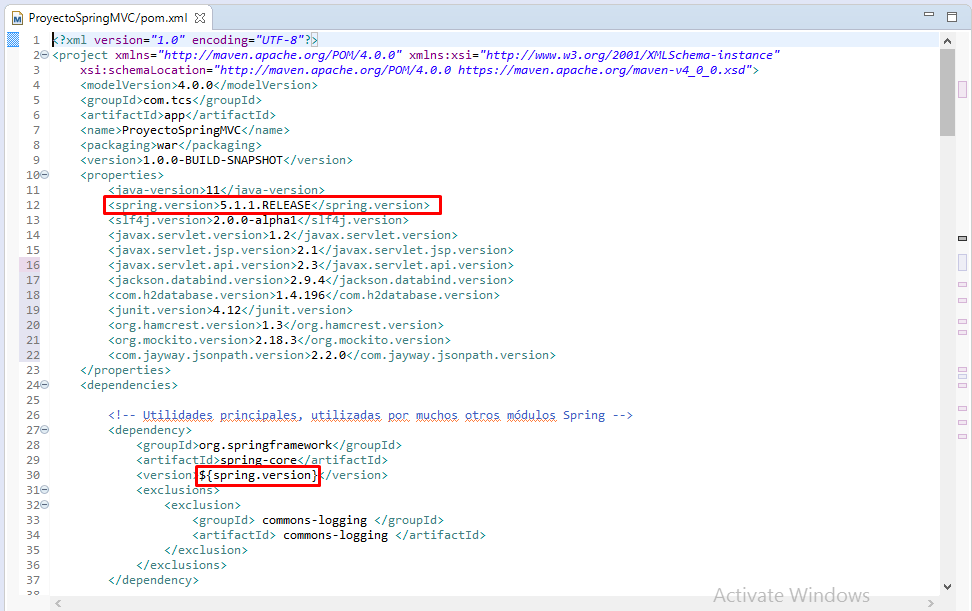 ProyectoSpringMVC/pom.xml
1 <?xml version="1.0" encoding="UTF-8"?>
2 <project xmlns="http://maven.apache.org/POM/4.0.0" xmlns:xsi="http://www.w3.org/2001/XMLSchema-instance"
3 xsi:schemaLocation="http://maven.apache.org/POM/4.0.0 https://maven.apache.org/maven-v4_0_0.xsd">
4 <modelVersion>4.0.0</modelVersion>
5 <groupId>com.tcs</groupId>
6 <artifactId>app</artifactId>
7 <name>ProyectoSpringMVC</name>
8 <packaging>war</packaging>
9 <version>1.0.0-BUILD-SNAPSHOT</version>
10 <properties>
11 <java-version>11</java-version>
12 <spring.version>5.1.1.RELEASE</spring.version>
13 <slf4j.version>2.0.0-alpha1</slf4j.version>
14 <javax.servlet.version>1.2</javax.servlet.version>
15 <javax.servlet.jsp.version>2.1</javax.servlet.jsp.version>
16 <javax.servlet.api.version>2.3</javax.servlet.api.version>
17 <jackson.databind.version>2.9.4</jackson.databind.version>
18 <com.h2database.version>1.4.196</com.h2database.version>
19 <junit.version>4.12</junit.version>
20 <org.hamcrest.version>1.3</org.hamcrest.version>
21 <org.mockito.version>2.18.3</org.mockito.version>
22 <com.jayway.jsonpath.version>2.2.0</com.jayway.jsonpath.version>
23 </properties>
24 <dependencies>
25
26 <!-- Utilidades principales, utilizadas por muchos otros módulos Spring -->
27 <dependency>
28 <groupId>org.springframework</groupId>
29 <artifactId>spring-core</artifactId>
30 <version>${spring.version}</version>
31 <exclusions>
32 <exclusion>
33 <groupId> commons-logging </groupId>
34 <artifactId> commons-logging </artifactId>
35 </exclusion>
36 </exclusions>
37 </dependency>
38
Activate Windows